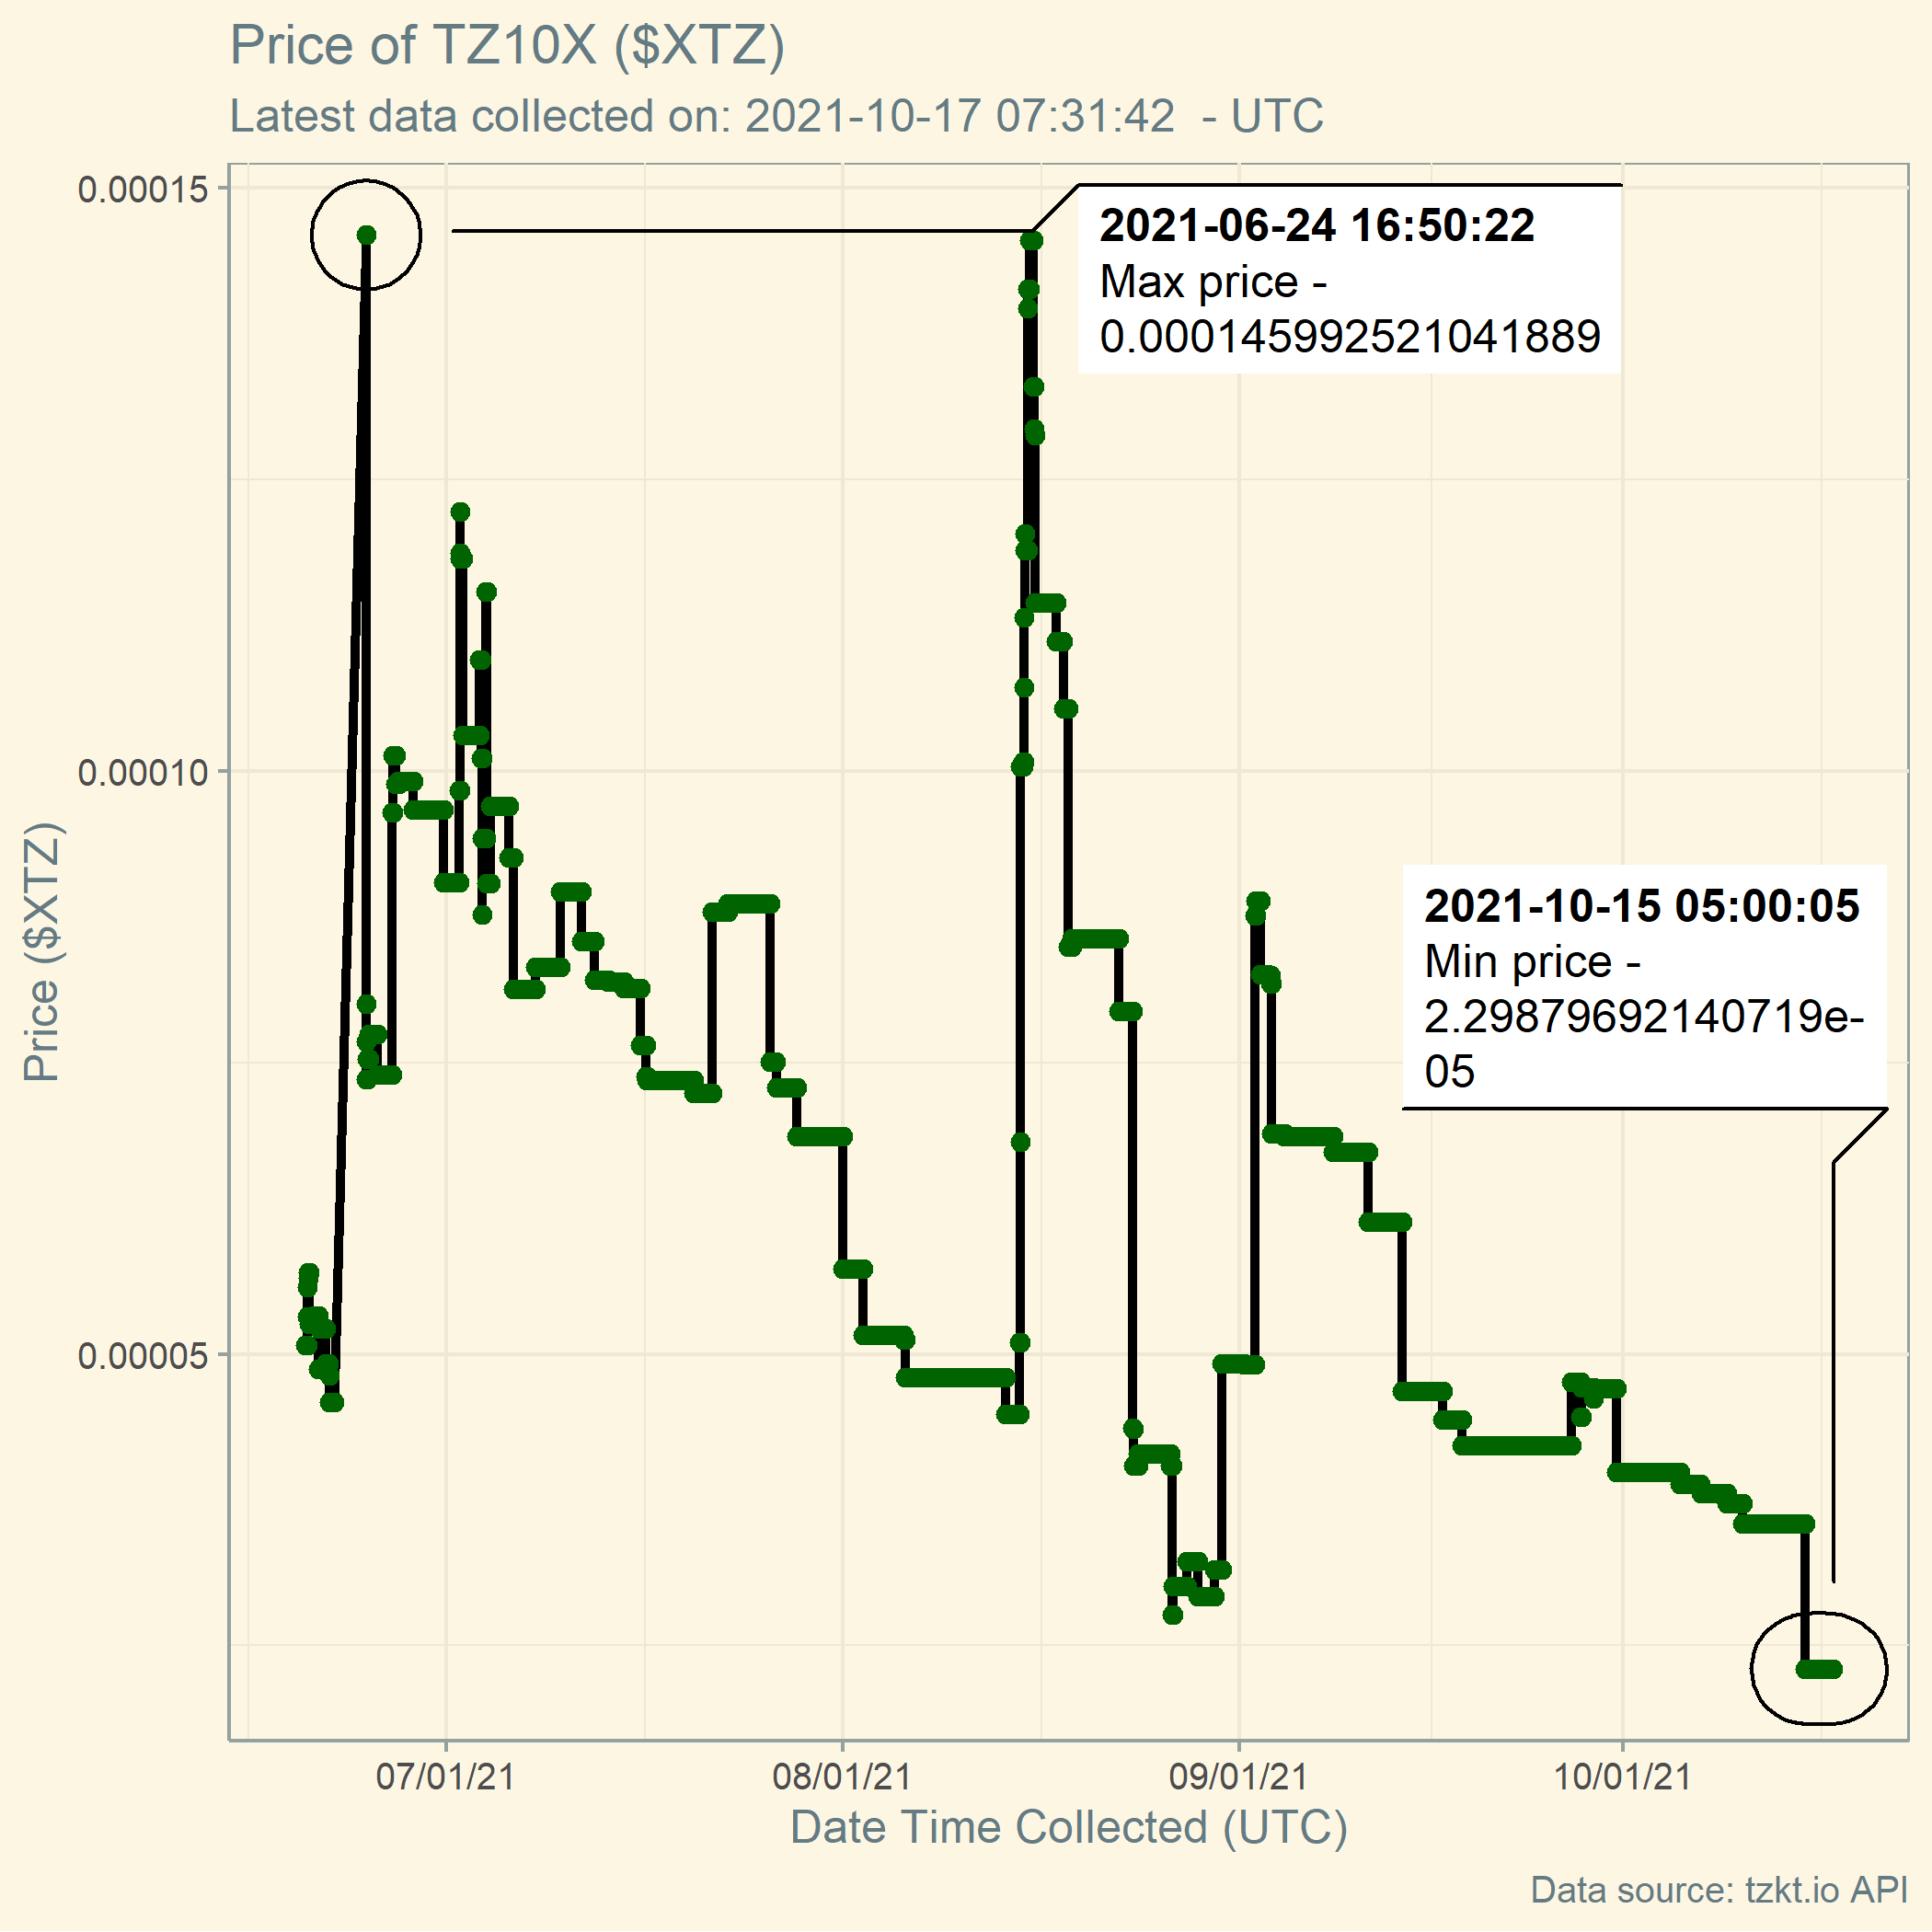 Price of TZ10X ($XTZ)
Latest data collected on: 2021-10-17 07:31:42  - UTC
0.00015
0.00010
0.00005
Price ($XTZ)
2021-06-24 16:50:22
Max price -
0.000145992521041889
2021-10-15 05:00:05
Min price -
2.29879692140719e-
05
07/01/21
08/01/21
09/01/21
10/01/21
Date Time Collected (UTC)
Data source: tzkt.io API